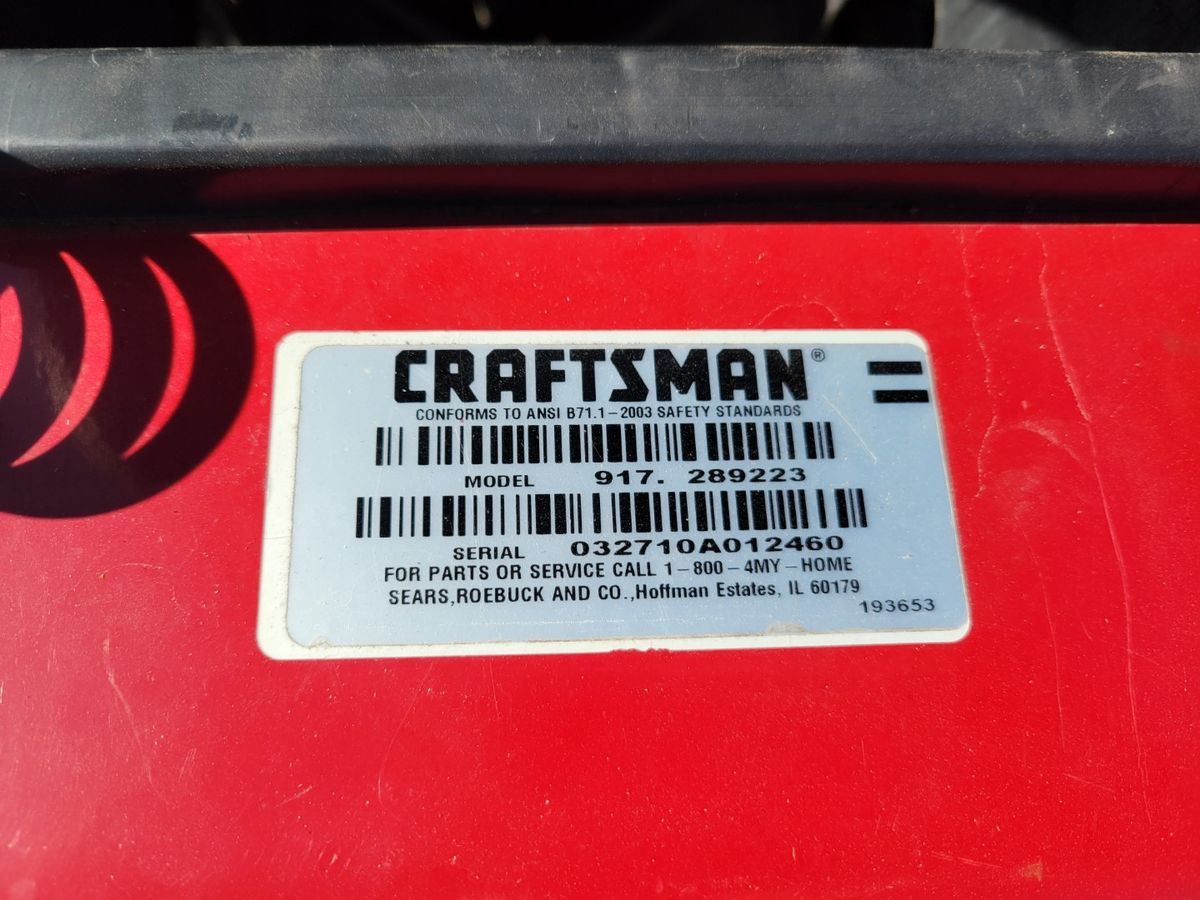 CRAFTSMAN®
CONFORMS TO ANSI B71.1-2003 SAFETY STANDARDS
MODEL 917. 289223
SERIAL 032710A012460
FOR PARTS OR SERVICE CALL 1-800-4MY-HOME
SEARS,ROEBUCK AND CO.,Hoffman Estates, IL 60179
193653